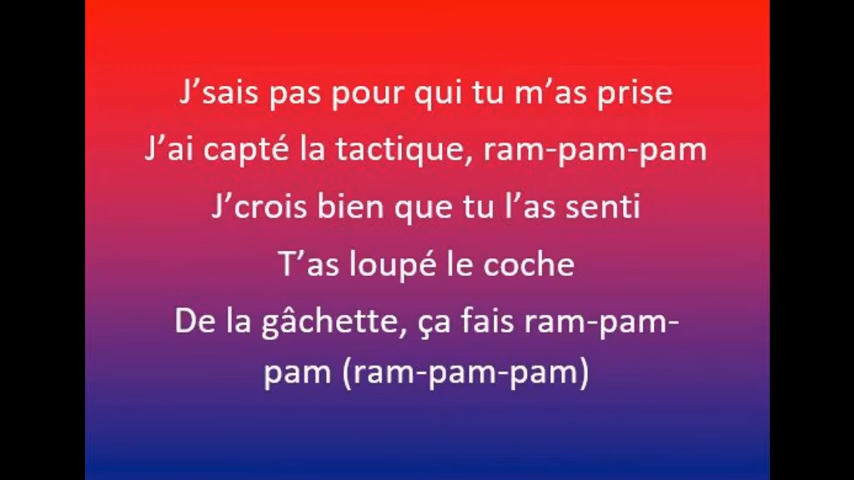 J’sais pas pour qui tu m’as prise
J’ai capté la tactique, ram-pam-pam
J’crois bien que tu l’as senti
T’as loupé le coche
De la gâchette, ça fais ram-pam-
pam (ram-pam-pam)